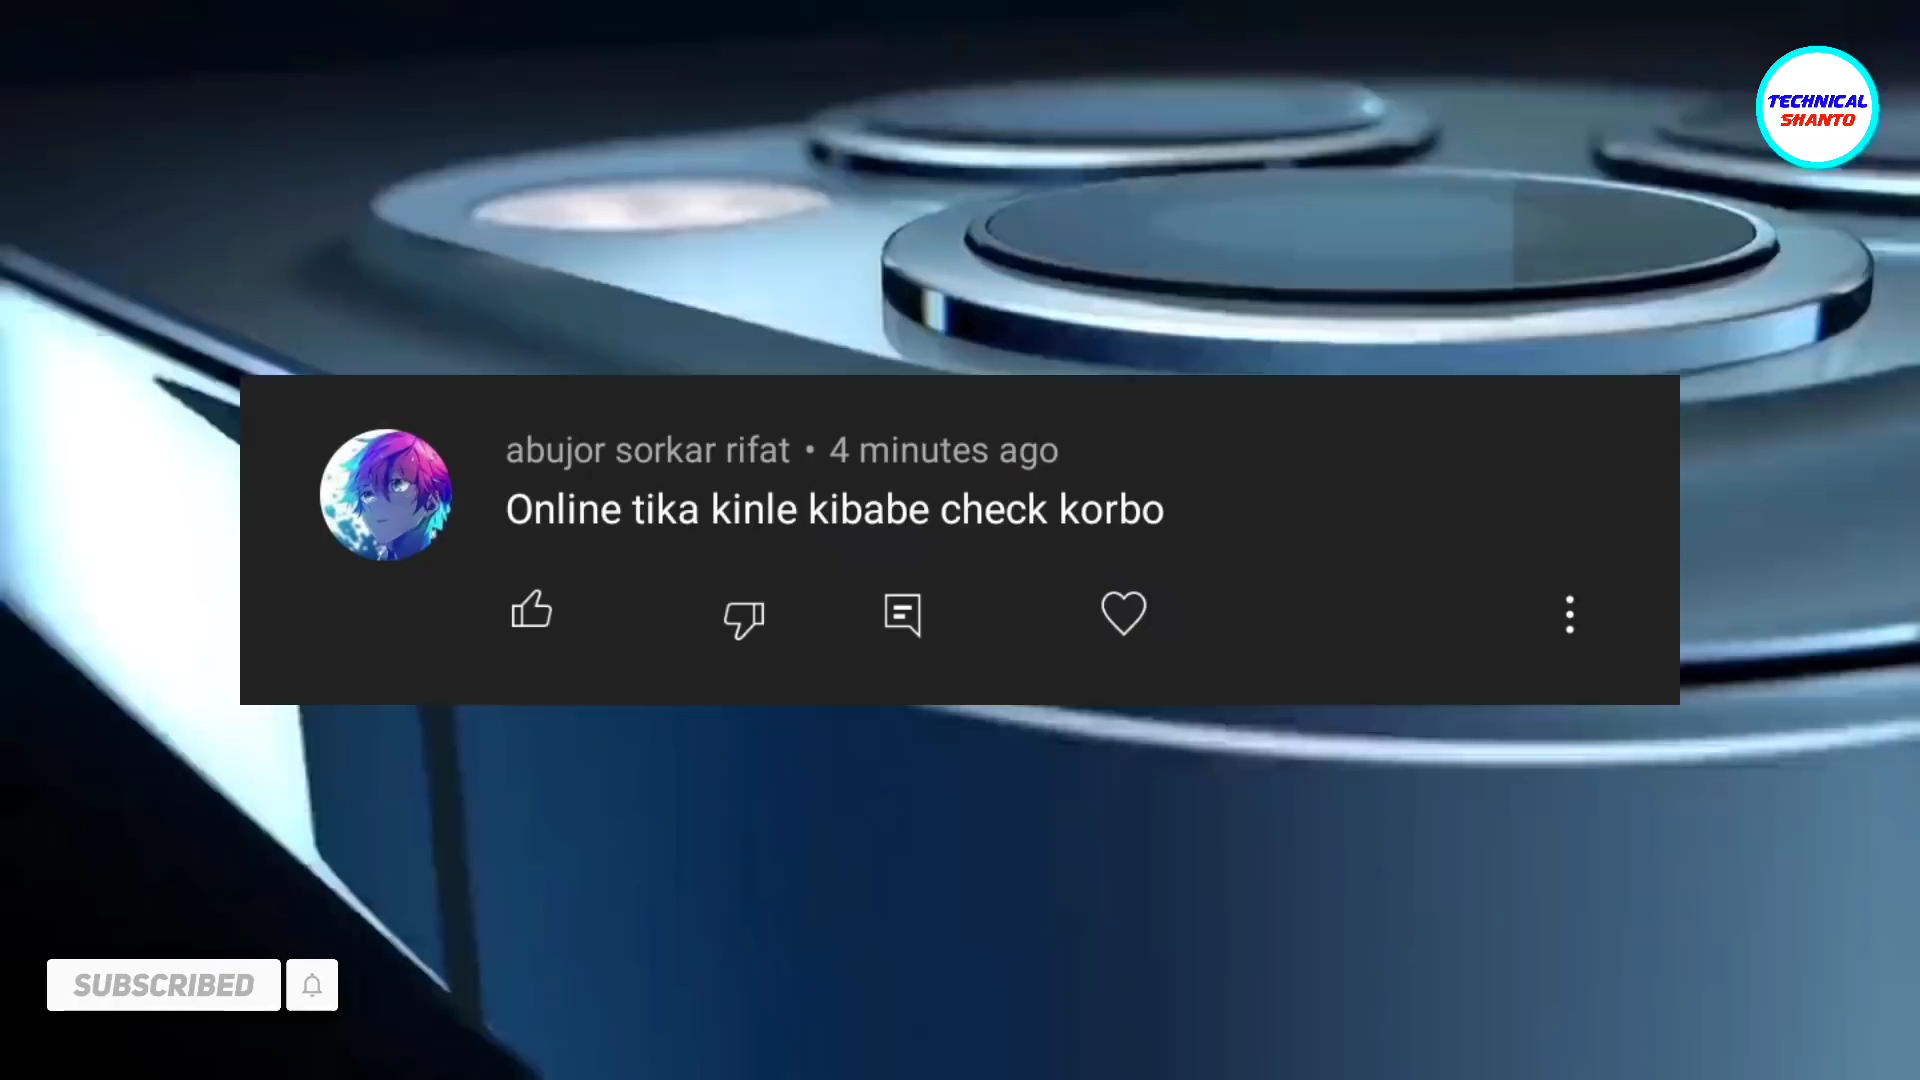 TECHNICAL
SHANTO
abujor sorkar rifat • 4 minutes ago
Online tika kinle kibabe check korbo
SUBSCRIBED